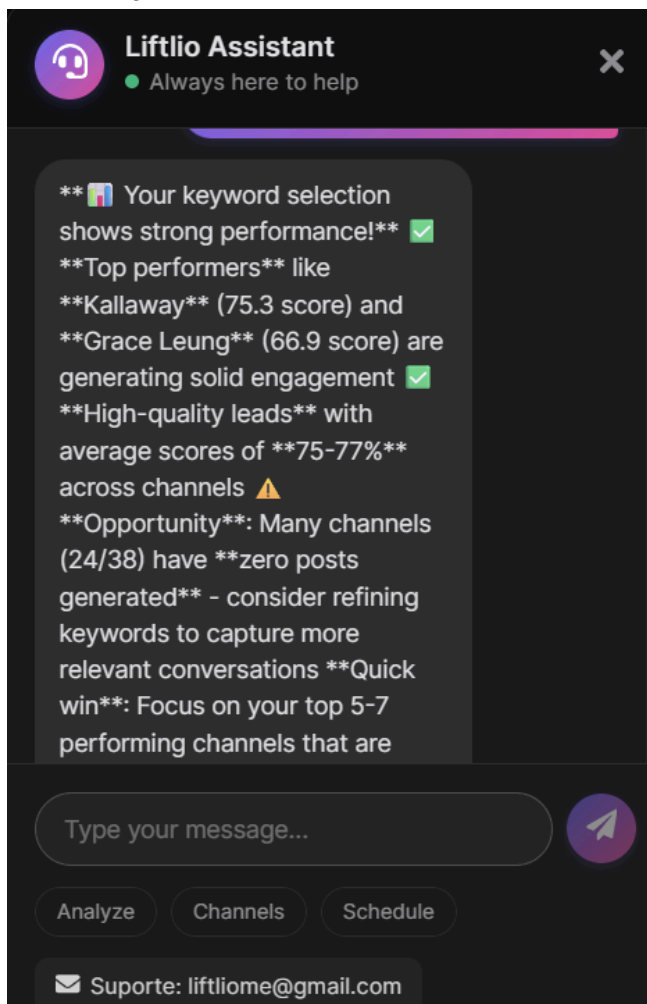 Liftlio Assistant
Always here to help
**📊 Your keyword selection
shows strong performance!** ✅
**Top performers** like
**Kallaway** (75.3 score) and
**Grace Leung** (66.9 score) are
generating solid engagement ✅
**High-quality leads** with
average scores of **75-77%**
across channels ⚠️
**Opportunity**: Many channels
(24/38) have **zero posts
generated** - consider refining
keywords to capture more
relevant conversations **Quick
win**: Focus on your top 5-7
performing channels that are
Type your message...
Analyze
Channels
Schedule
Suporte: liftliome@gmail.com